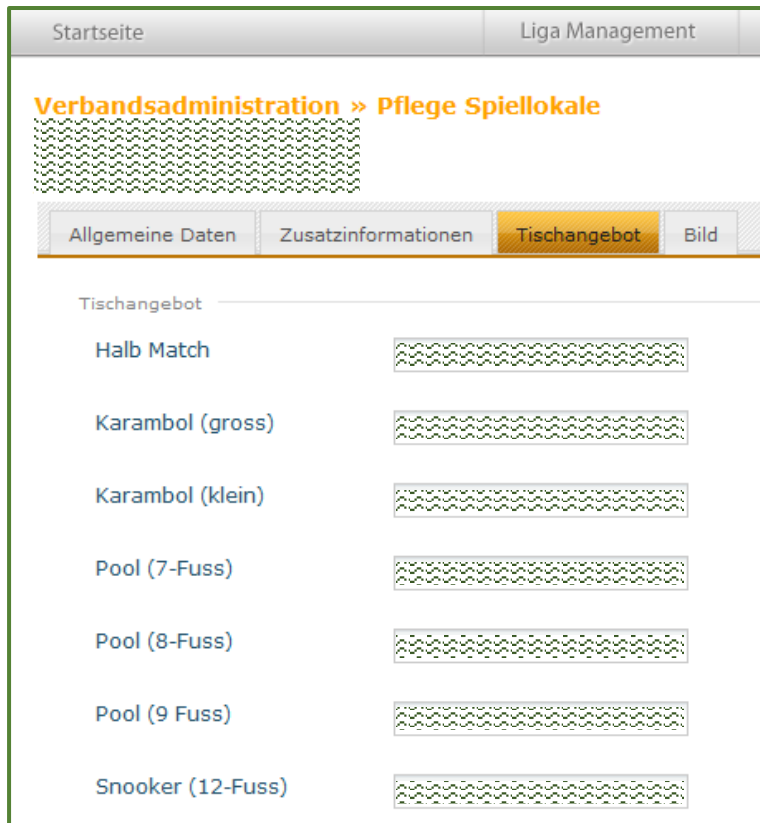 Startseite Liga Management
Verbandsadministration » Pflege Spiellokale
Allgemeine Daten Zusatzinformationen Tischangebot Bild
Tischangebot
Halb Match
Karambol (gross)
Karambol (klein)
Pool (7-Fuss)
Pool (8-Fuss)
Pool (9 Fuss)
Snooker (12-Fuss)